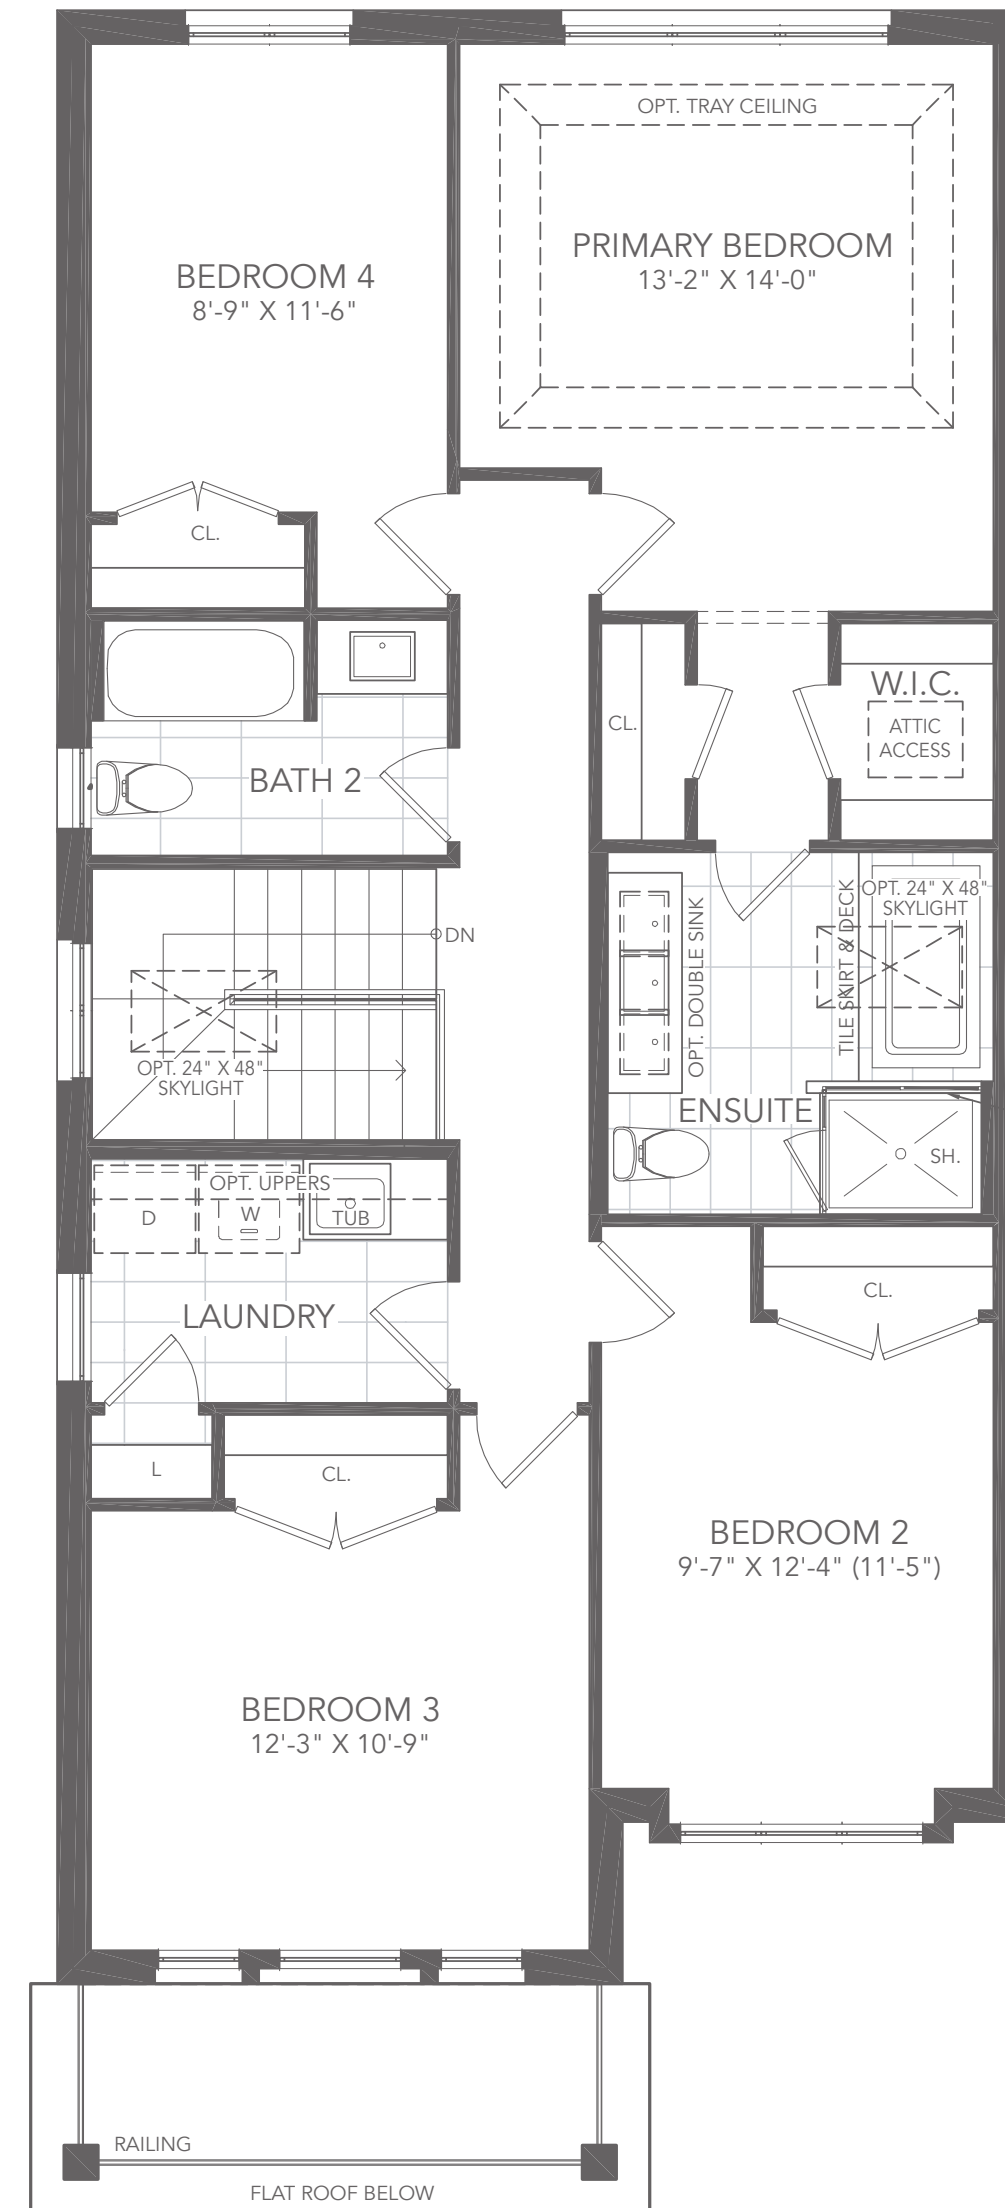 OPT. TRAY CEILING
PRIMARY BEDROOM
13'-2" X 14'-0"
BEDROOM 4
8'-9" X 11'-6"
CL.
W.I.C.
ATTIC
ACCESS
CL.
BATH 2
OPT. 24" X 48"
SKYLIGHT
TILE SKIRT & DECK
OPT. DOUBLE SINK
DN
OPT. 24" X 48"
SKYLIGHT
ENSUITE
SH.
OPT. UPPERS
D
W
TUB
LAUNDRY
CL.
L
CL.
BEDROOM 2
9'-7" X 12'-4" (11'-5")
BEDROOM 3
12'-3" X 10'-9"
RAILING
FLAT ROOF BELOW